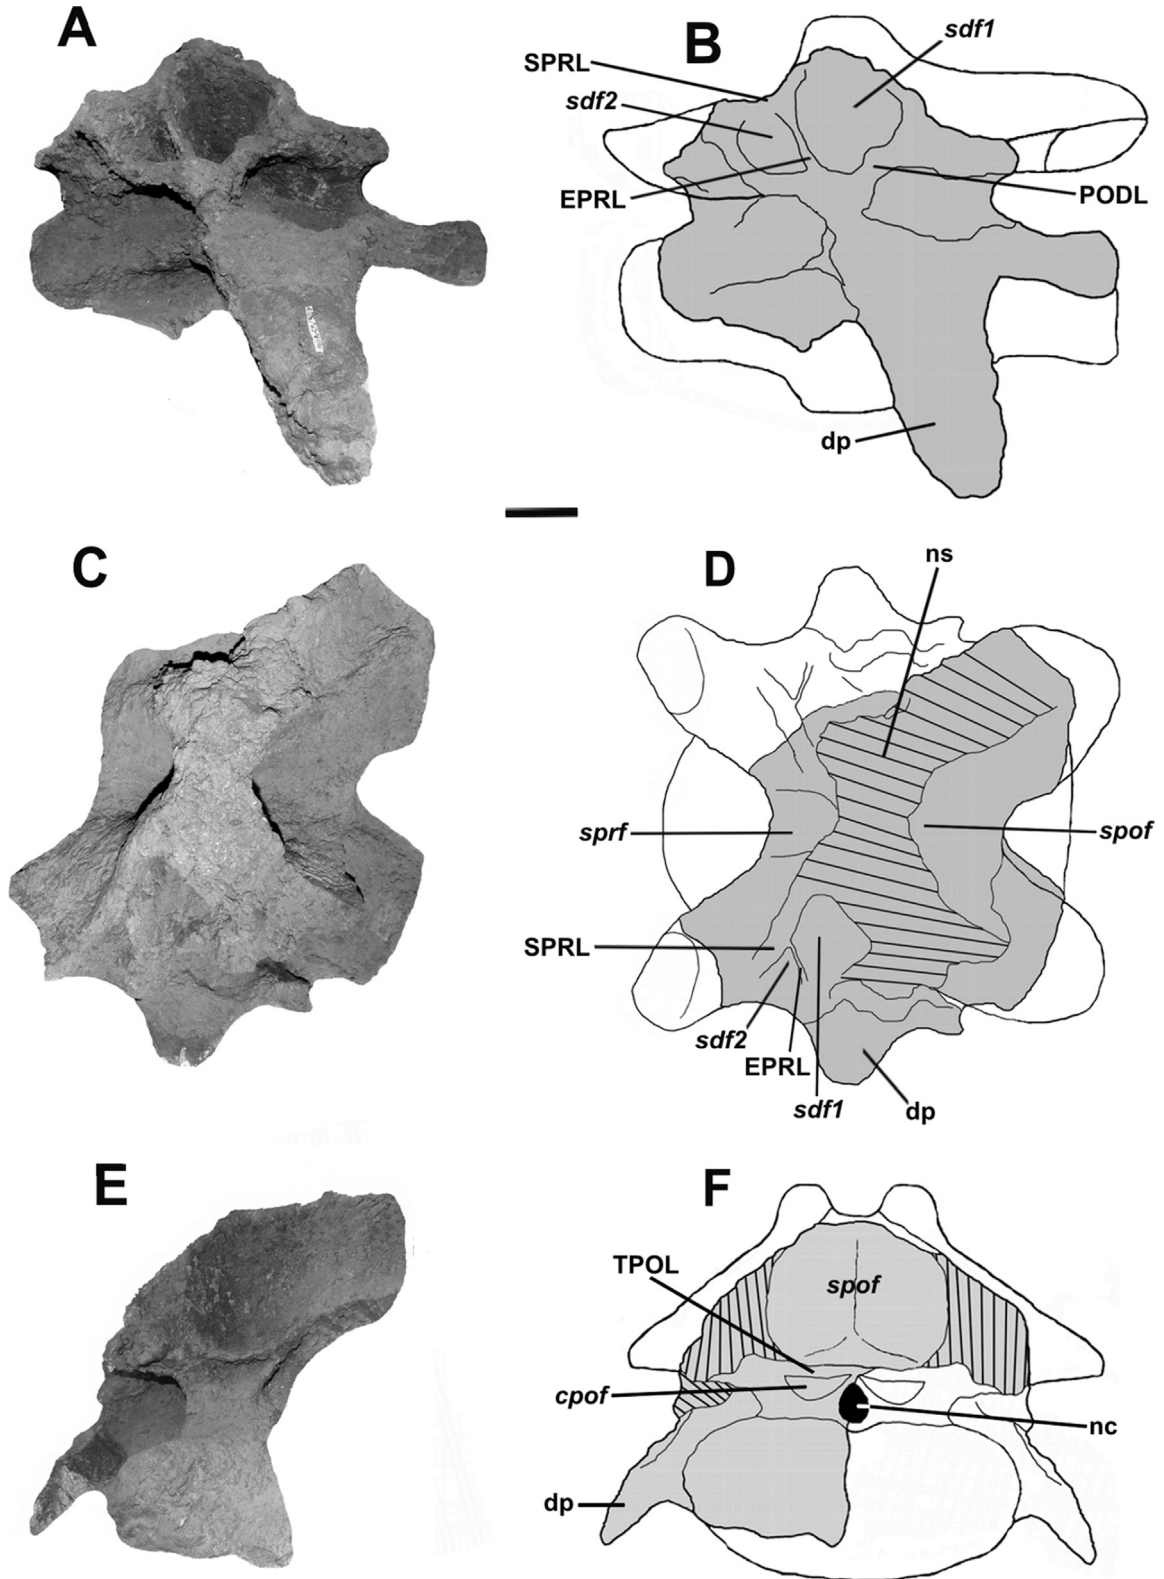 A
B
sdf1
SPRL
sdf2
EPRL
PODL
dp
C
D
ns
sprf
spof
SPRL
sdf2
EPRL
sdf1
dp
E
F
TPOL
spof
cpof
nc
dp